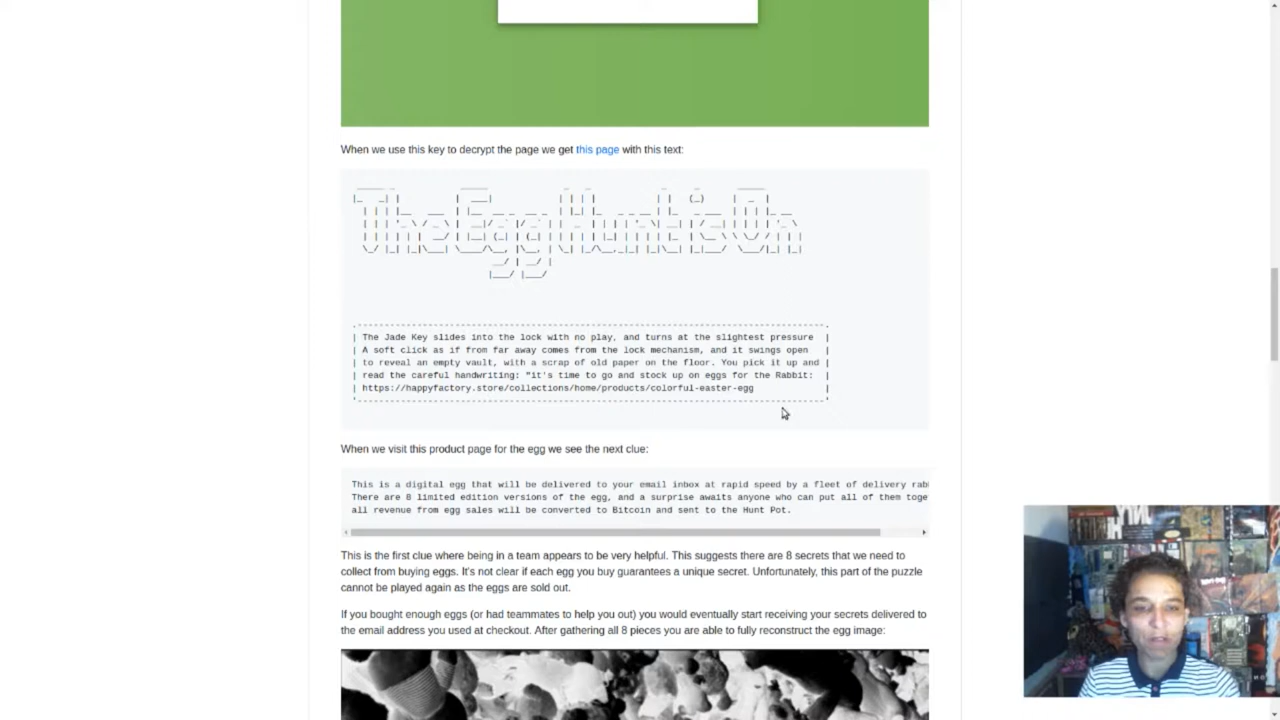 When we use this key to decrypt the page we get this page with this text:
TheEggHuntisOn
The Jade Key slides into the lock with no play, and turns at the slightest pressure
A soft click as if from far away comes from the lock mechanism, and it swings open
to reveal an empty vault, with a scrap of old paper on the floor. You pick it up and
read the careful handwriting: "it's time to go and stock up on eggs for the Rabbit:
https://happyfactory.store/collections/home/products/colorful-easter-egg
When we visit this product page for the egg we see the next clue:
This is a digital egg that will be delivered to your email inbox at rapid speed by a fleet of delivery
There are 8 limited edition versions of the egg, and a surprise awaits anyone who can put all of them
all revenue from egg sales will be converted to Bitcoin and sent to the Hunt Pot.
This is the first clue where being in a team appears to be very helpful. This suggests there are 8 secrets that we need to
collect from buying eggs. It's not clear if each egg you buy guarantees a unique secret. Unfortunately, this part of the puzzle
cannot be played again as the eggs are sold out.
If you bought enough eggs (or had teammates to help you out) you would eventually start receiving your secrets delivered to
the email address you used at checkout. After gathering all 8 pieces you are able to fully reconstruct the egg image: